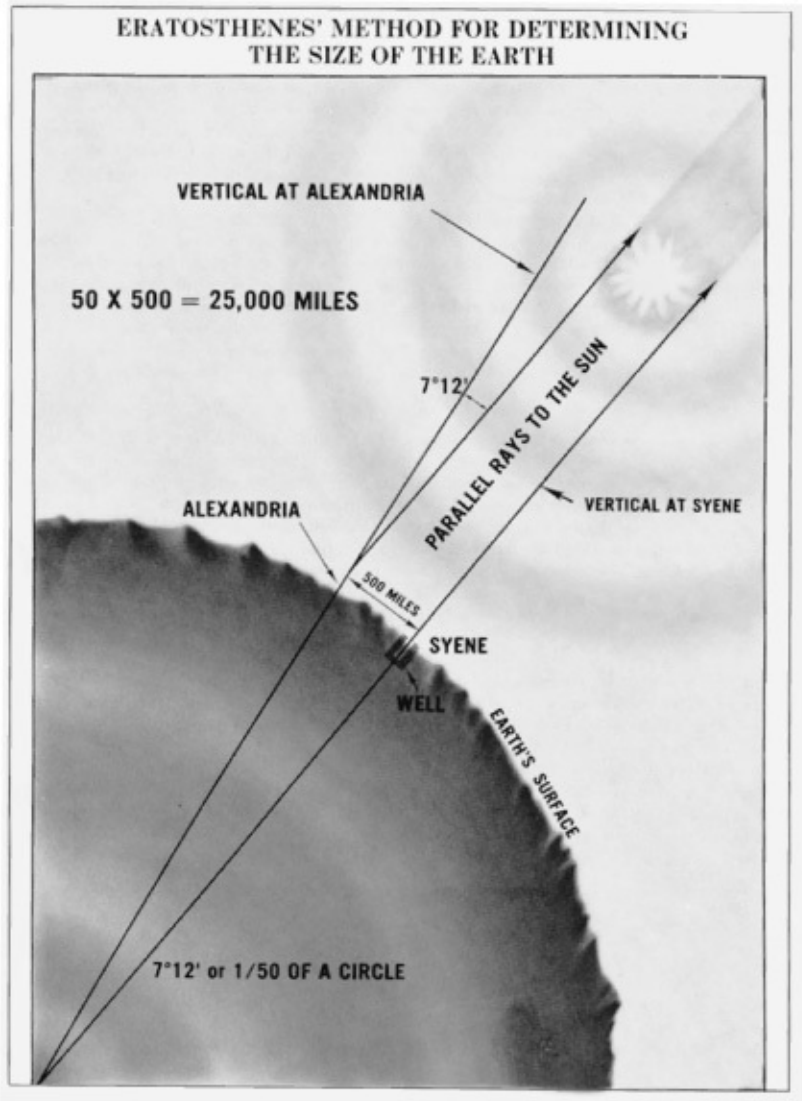 ERATOSTHENES' METHOD FOR DETERMINING
THE SIZE OF THE EARTH
VERTICAL AT ALEXANDRIA
50 X 500 = 25,000 MILES
7°12'
PARALLEL RAYS TO THE SUN
ALEXANDRIA
VERTICAL AT SYENE
500 MILES
SYENE
WELL
EARTH'S SURFACE
7°12' or 1/50 OF A CIRCLE